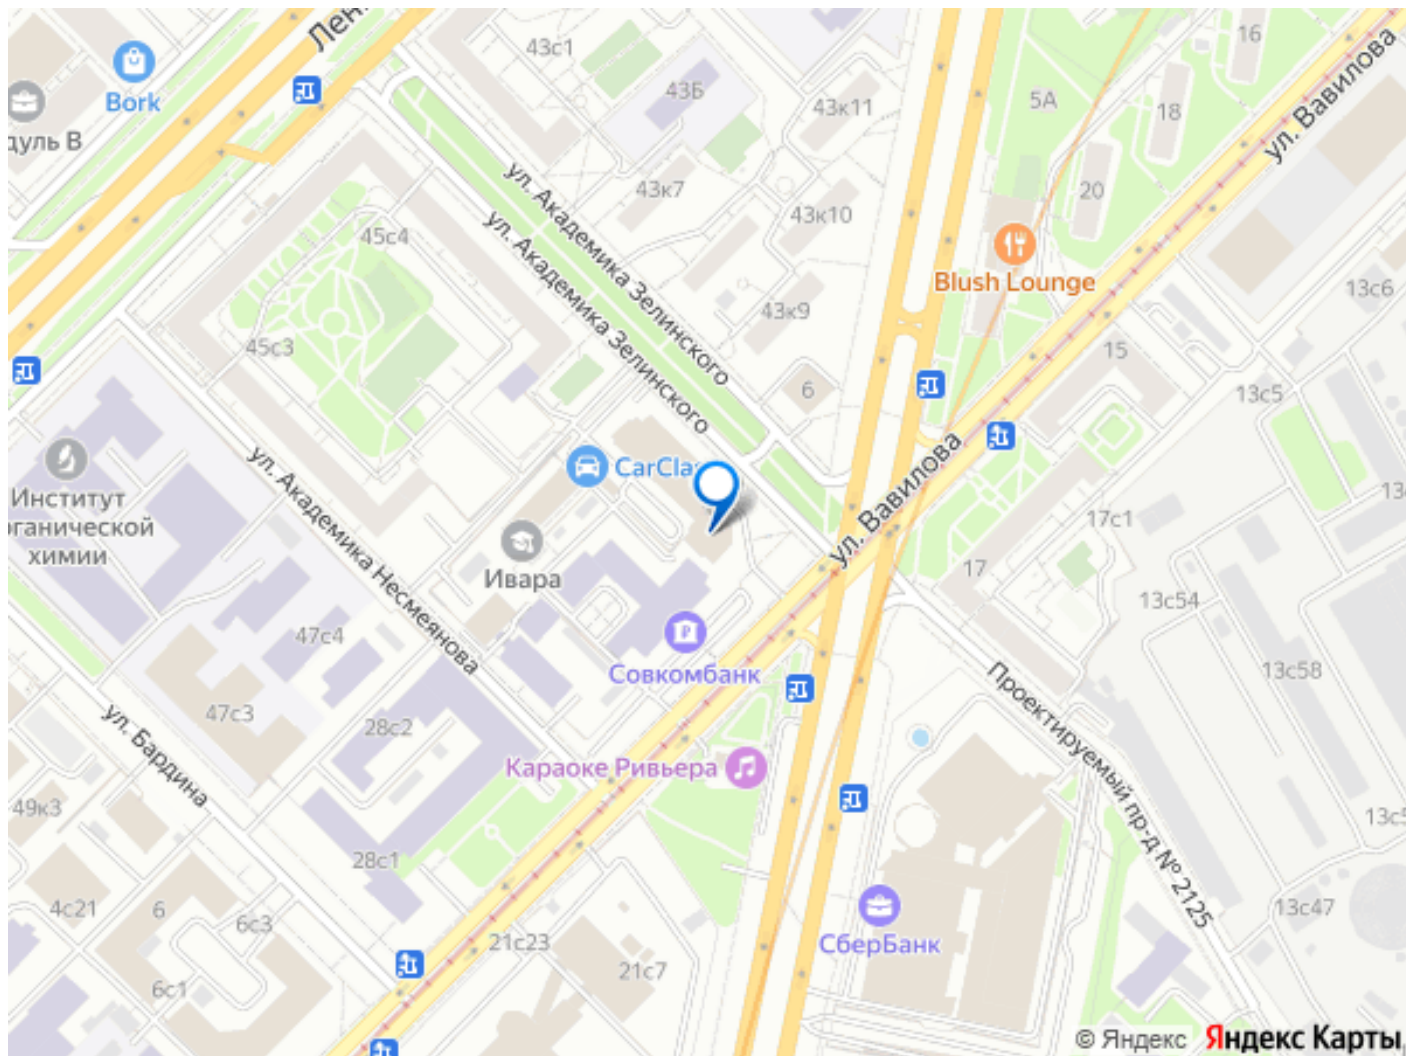 Лен
Bork
дуль В
43с1
43Б
43к11
5А
16
18
20
ул. Вавилова
43к7
43к10
43к9
ул. Академика Зелинского
ул. Академика Зелинского
45с4
45с3
Blush Lounge
13с6
15
13с5
6
CarCla
Институт
органической
химии
ул. Академика Несмеянова
Ивара
ул. Вавилова
17с1
17
13с54
13с58
47с4
47с3
Совкомбанк
28с2
ул. Бардина
Караоке Ривьера
Проектируемый пр-д № 2125
49к3
28с1
4с21
6
6с3
6с1
21с23
21с7
СберБанк
13с47
© Яндекс Яндекс Карты